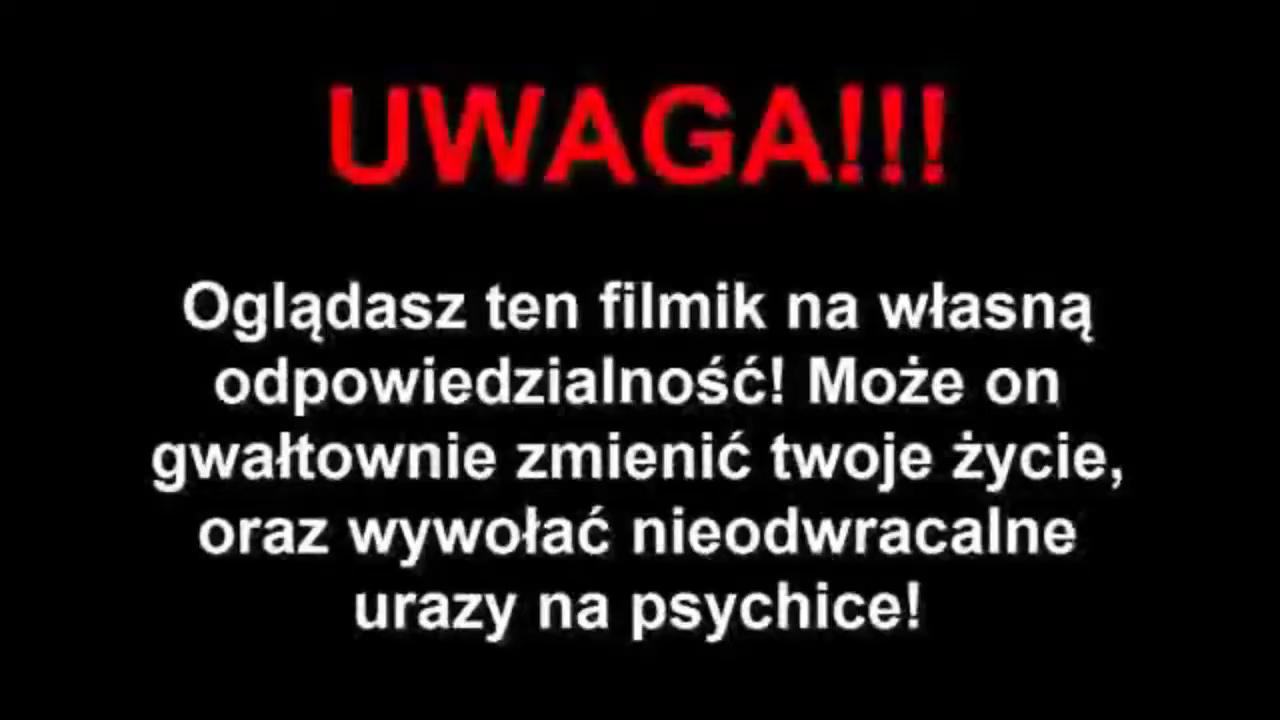 UWAGA!!!
Oglądasz ten filmik na własną
odpowiedzialność! Może on
gwałtownie zmienić twoje życie,
oraz wywołać nieodwracalne
urazy na psychice!